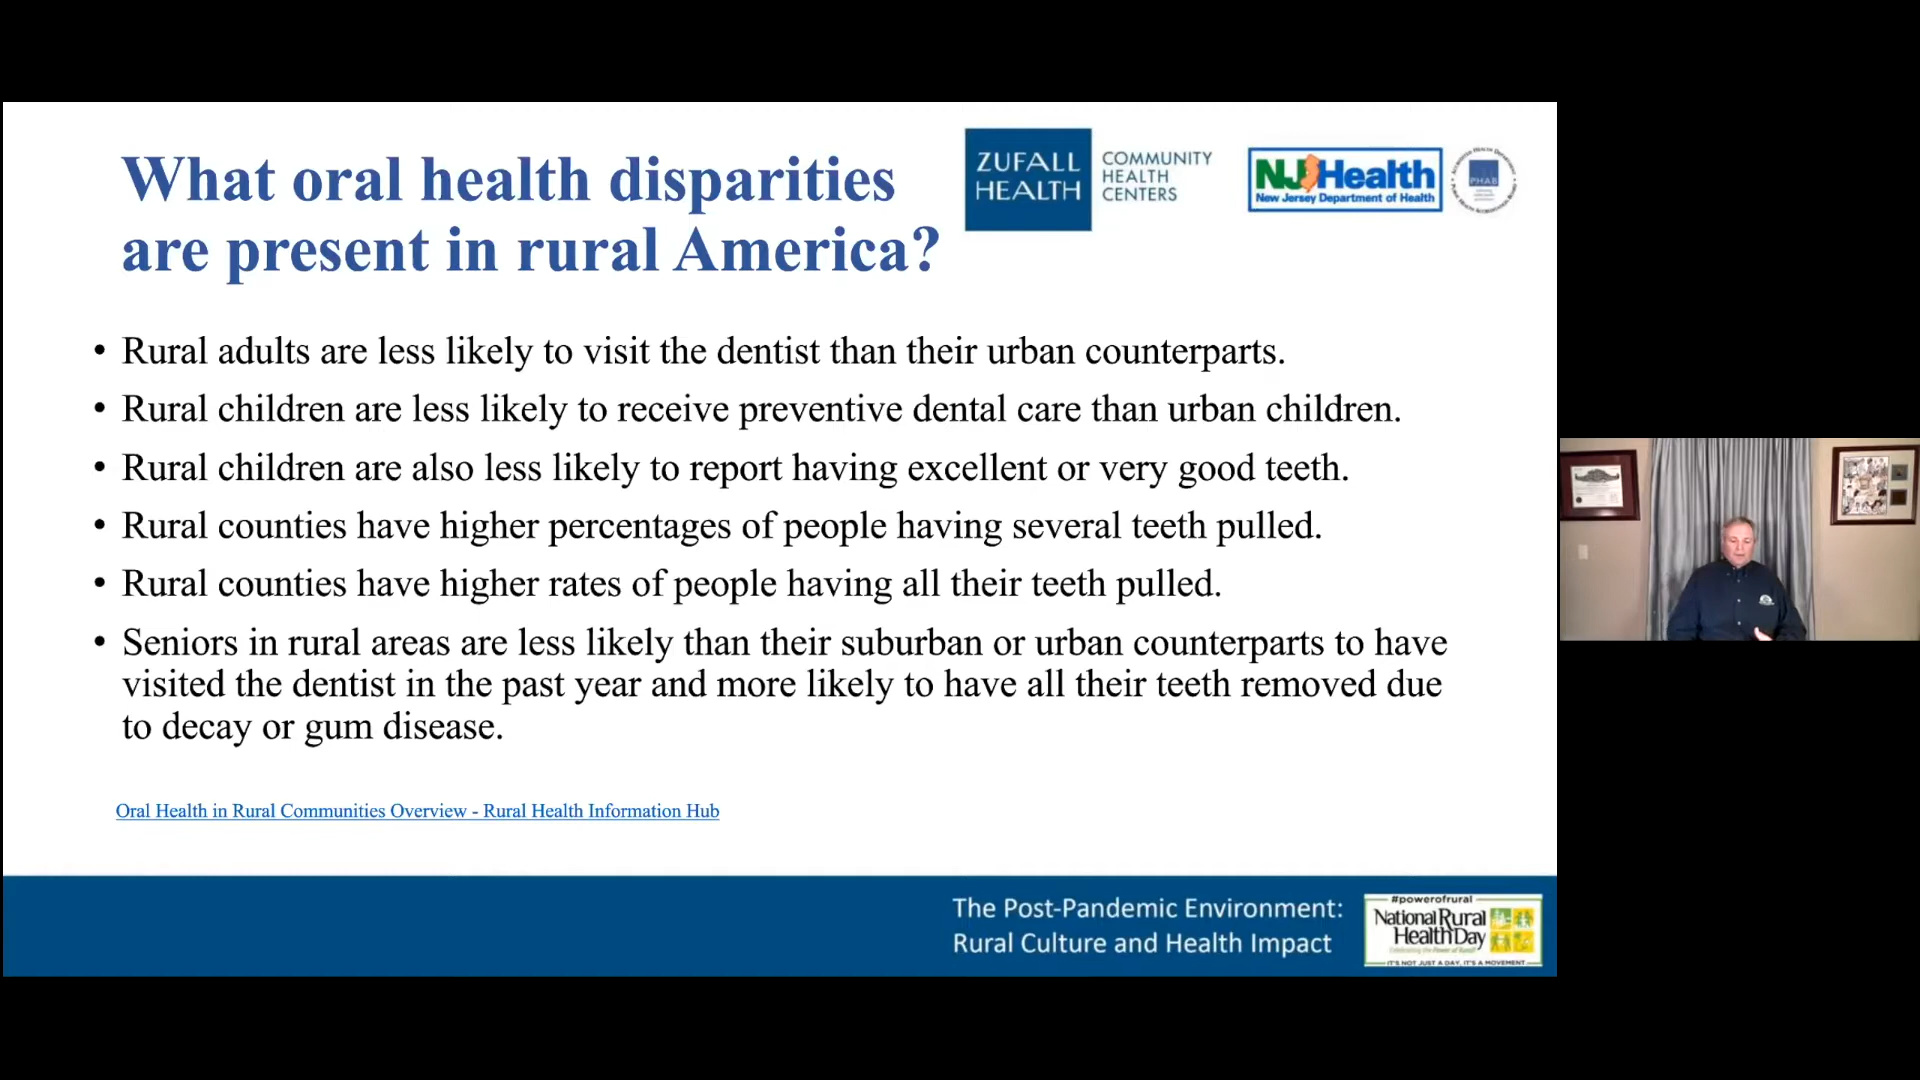 What oral health disparities
are present in rural America?
ZUFALL
HEALTH
COMMUNITY
HEALTH
CENTERS
NJHealth
New Jersey Department of Health
PHAB
• Rural adults are less likely to visit the dentist than their urban counterparts.
• Rural children are less likely to receive preventive dental care than urban children.
• Rural children are also less likely to report having excellent or very good teeth.
• Rural counties have higher percentages of people having several teeth pulled.
• Rural counties have higher rates of people having all their teeth pulled.
• Seniors in rural areas are less likely than their suburban or urban counterparts to have
visited the dentist in the past year and more likely to have all their teeth removed due
to decay or gum disease.
Oral Health in Rural Communities Overview - Rural Health Information Hub
The Post-Pandemic Environment:
Rural Culture and Health Impact
#powerofrural
National Rural
Health Day
IT'S NOT JUST A DAY, IT'S A MOVEMENT